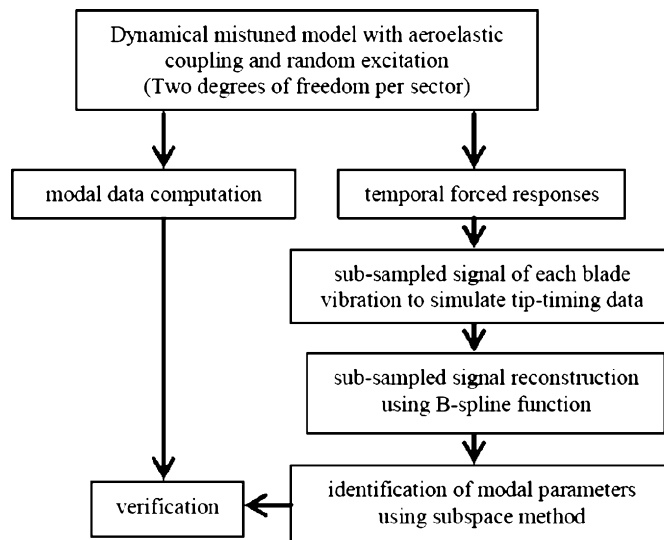 Dynamical mistuned model with aeroelastic
coupling and random excitation
(Two degrees of freedom per sector)
modal data computation
temporal forced responses
sub-sampled signal of each blade
vibration to simulate tip-timing data
sub-sampled signal reconstruction
using B-spline function
identification of modal parameters
using subspace method
verification